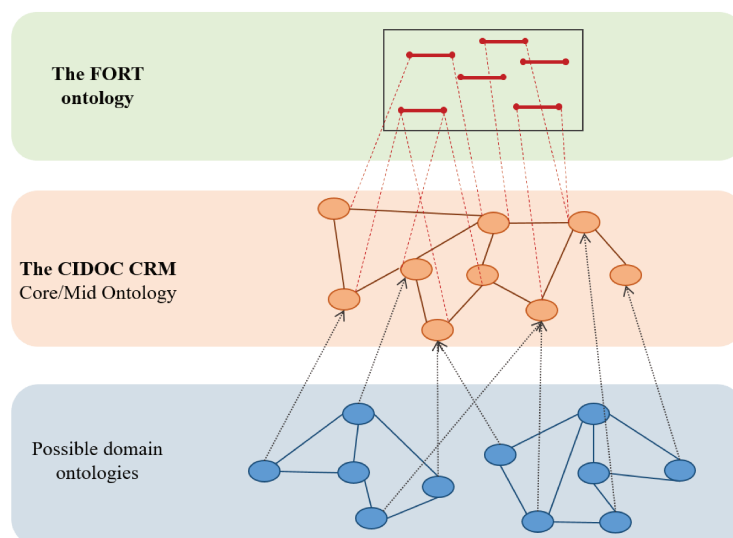 The FORT
ontology
The CIDOC CRM
Core/Mid Ontology
Possible domain
ontologies